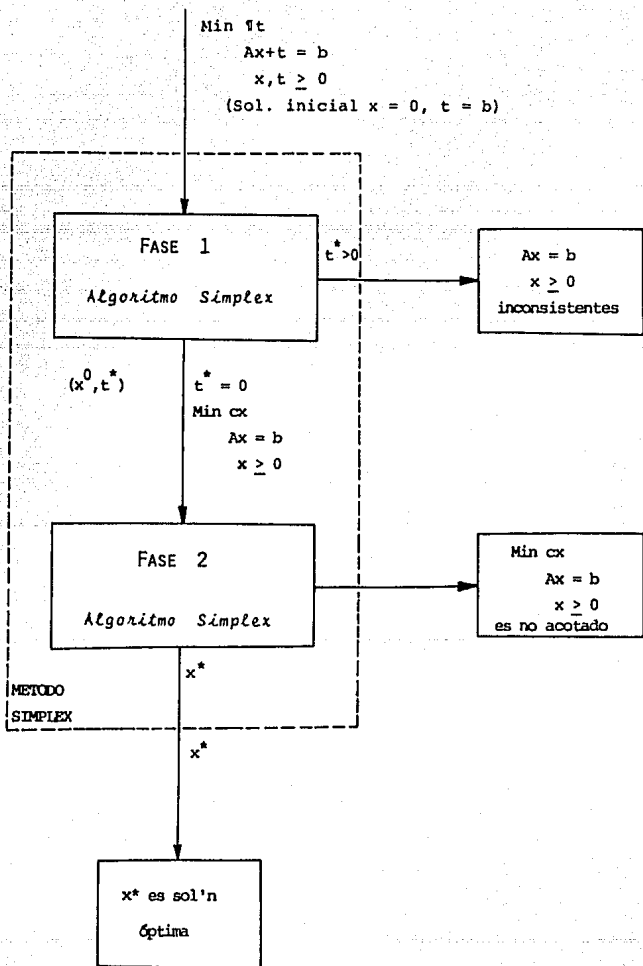 Min 1t
Ax+t = b
x,t ≥ 0
(Sol. inicial x = 0, t = b)
FASE 1
Algoritmo Simplex
t*>0
Ax = b
x ≥ 0
inconsistentes
(x⁰,t*)
t* = 0
Min cx
Ax = b
x ≥ 0
FASE 2
Algoritmo Simplex
Min cx
Ax = b
x ≥ 0
es no acotado
x*
METODO
SIMPLEX
x*
x* es sol'n
óptima